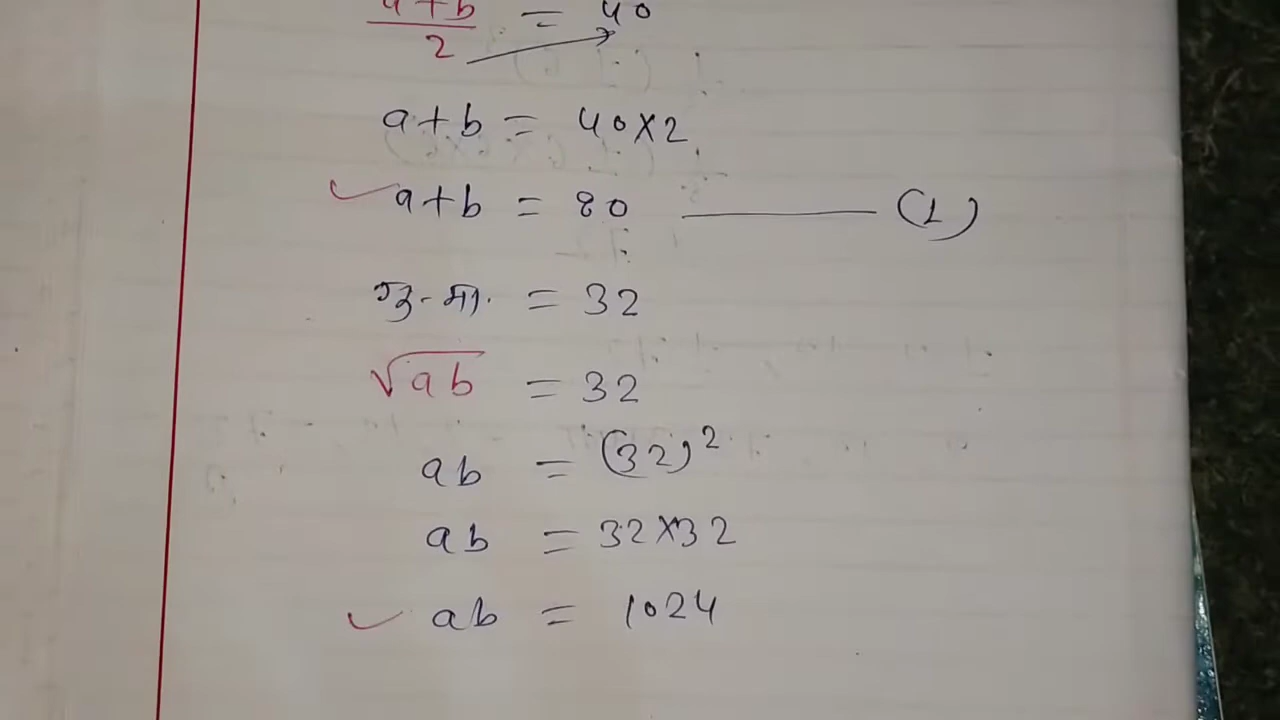 a+b/2 = 40
a+b = 40×2
a+b = 80 ——— (1)
गु- मा. = 32
√ab = 32
ab = (32)²
ab = 32×32
ab = 1024